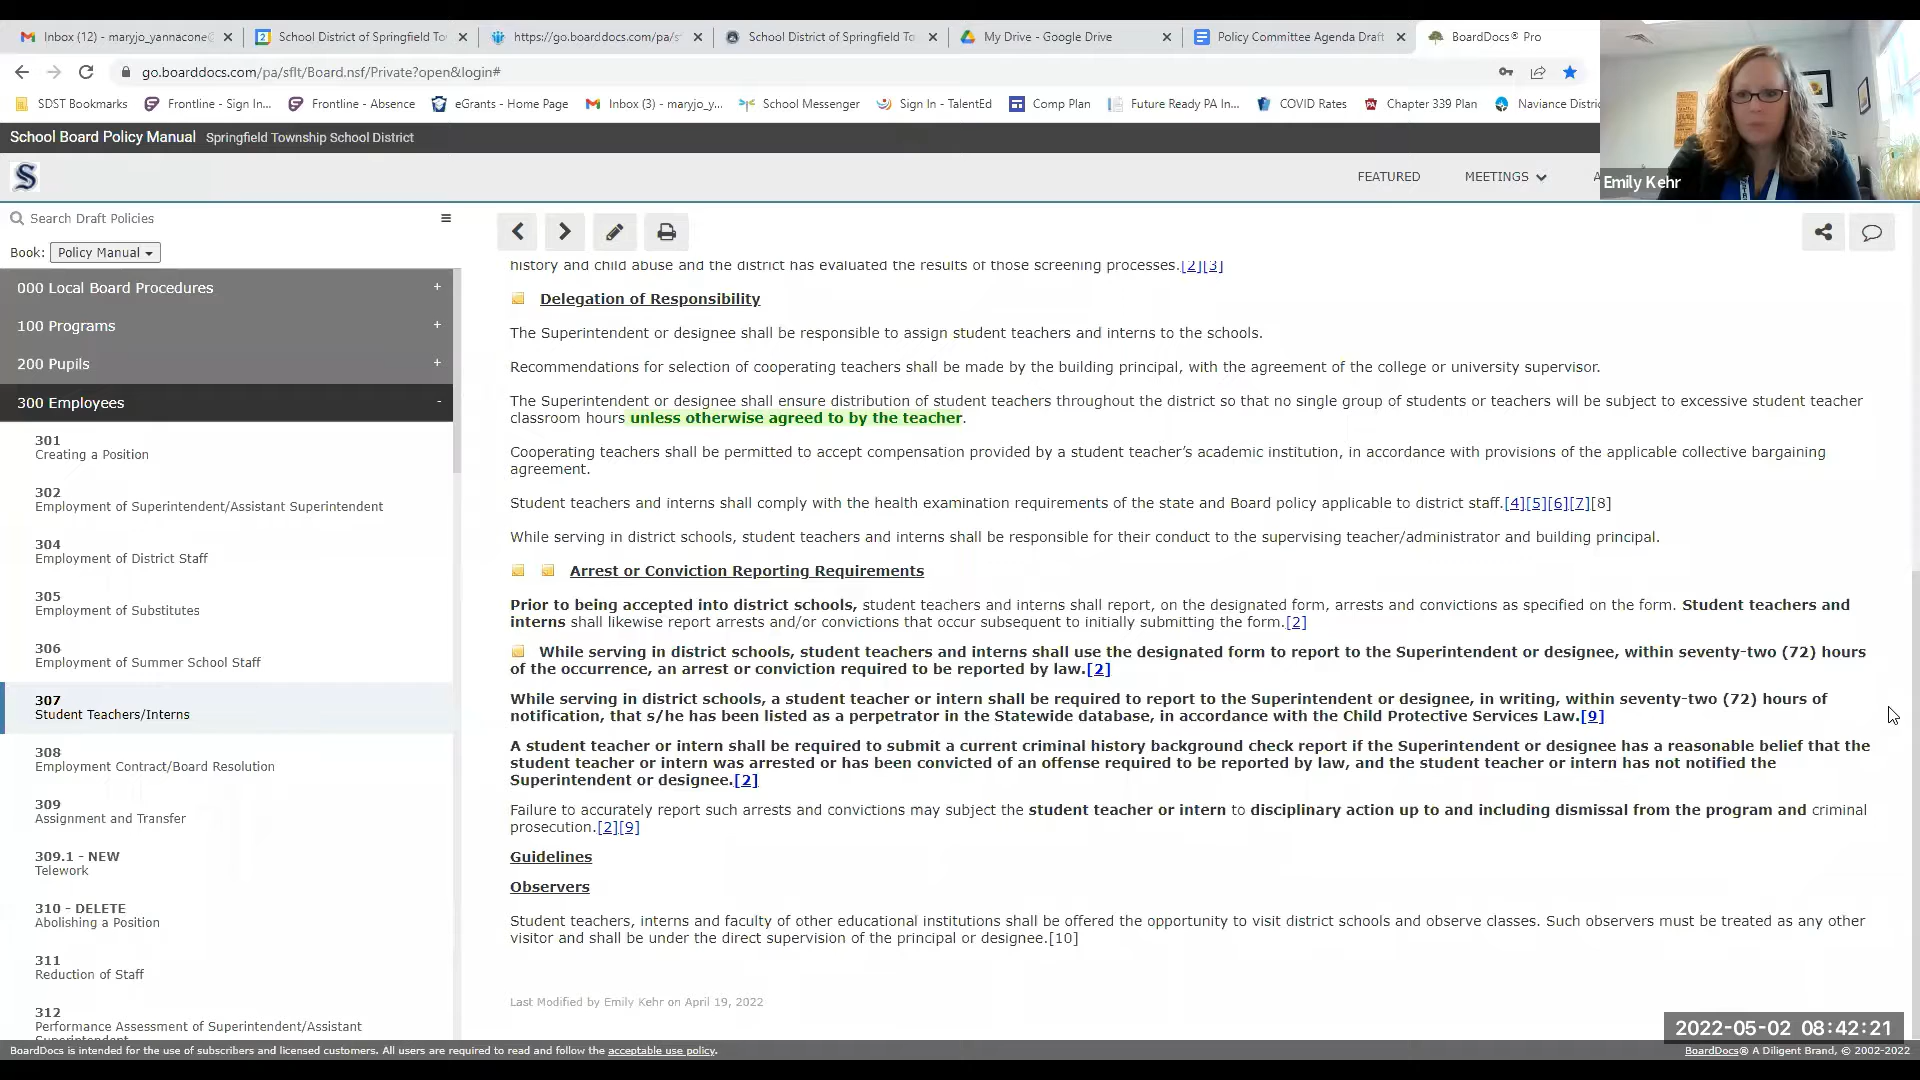 Inbox (12) - maryjo_yannacone@
School District of Springfield To
https://go.boarddocs.com/pa/s
School District of Springfield To
My Drive - Google Drive
Policy Committee Agenda Draft
BoardDocs® Pro
go.boarddocs.com/pa/sflt/Board.nsf/Private?open&login#
SDST Bookmarks
Frontline - Sign In...
Frontline - Absence
eGrants - Home Page
Inbox (3) - maryjo_y...
School Messenger
Sign In - TalentEd
Comp Plan
Future Ready PA In...
COVID Rates
Chapter 339 Plan
Naviance Distric
School Board Policy Manual Springfield Township School District
S
FEATURED
MEETINGS
A
Emily Kehr
Search Draft Policies
Book: Policy Manual
000 Local Board Procedures +
100 Programs +
200 Pupils +
300 Employees -
301
Creating a Position
302
Employment of Superintendent/Assistant Superintendent
304
Employment of District Staff
305
Employment of Substitutes
306
Employment of Summer School Staff
307
Student Teachers/Interns
308
Employment Contract/Board Resolution
309
Assignment and Transfer
309.1 - NEW
Telework
310 - DELETE
Abolishing a Position
311
Reduction of Staff
312
Performance Assessment of Superintendent/Assistant
Superintendent
history and child abuse and the district has evaluated the results of those screening processes.[2][3]
Delegation of Responsibility
The Superintendent or designee shall be responsible to assign student teachers and interns to the schools.
Recommendations for selection of cooperating teachers shall be made by the building principal, with the agreement of the college or university supervisor.
The Superintendent or designee shall ensure distribution of student teachers throughout the district so that no single group of students or teachers will be subject to excessive student teacher
classroom hours unless otherwise agreed to by the teacher.
Cooperating teachers shall be permitted to accept compensation provided by a student teacher’s academic institution, in accordance with provisions of the applicable collective bargaining
agreement.
Student teachers and interns shall comply with the health examination requirements of the state and Board policy applicable to district staff.[4][5][6][7][8]
While serving in district schools, student teachers and interns shall be responsible for their conduct to the supervising teacher/administrator and building principal.
Arrest or Conviction Reporting Requirements
Prior to being accepted into district schools, student teachers and interns shall report, on the designated form, arrests and convictions as specified on the form. Student teachers and
interns shall likewise report arrests and/or convictions that occur subsequent to initially submitting the form.[2]
While serving in district schools, student teachers and interns shall use the designated form to report to the Superintendent or designee, within seventy-two (72) hours
of the occurrence, an arrest or conviction required to be reported by law.[2]
While serving in district schools, a student teacher or intern shall be required to report to the Superintendent or designee, in writing, within seventy-two (72) hours of
notification, that s/he has been listed as a perpetrator in the Statewide database, in accordance with the Child Protective Services Law.[9]
A student teacher or intern shall be required to submit a current criminal history background check report if the Superintendent or designee has a reasonable belief that the
student teacher or intern was arrested or has been convicted of an offense required to be reported by law, and the student teacher or intern has not notified the
Superintendent or designee.[2]
Failure to accurately report such arrests and convictions may subject the student teacher or intern to disciplinary action up to and including dismissal from the program and criminal
prosecution.[2][9]
Guidelines
Observers
Student teachers, interns and faculty of other educational institutions shall be offered the opportunity to visit district schools and observe classes. Such observers must be treated as any other
visitor and shall be under the direct supervision of the principal or designee.[10]
Last Modified by Emily Kehr on April 19, 2022
2022-05-02 08:42:21
BoardDocs is intended for the use of subscribers and licensed customers. All users are required to read and follow the acceptable use policy.
BoardDocs® A Diligent Brand, © 2002-2022